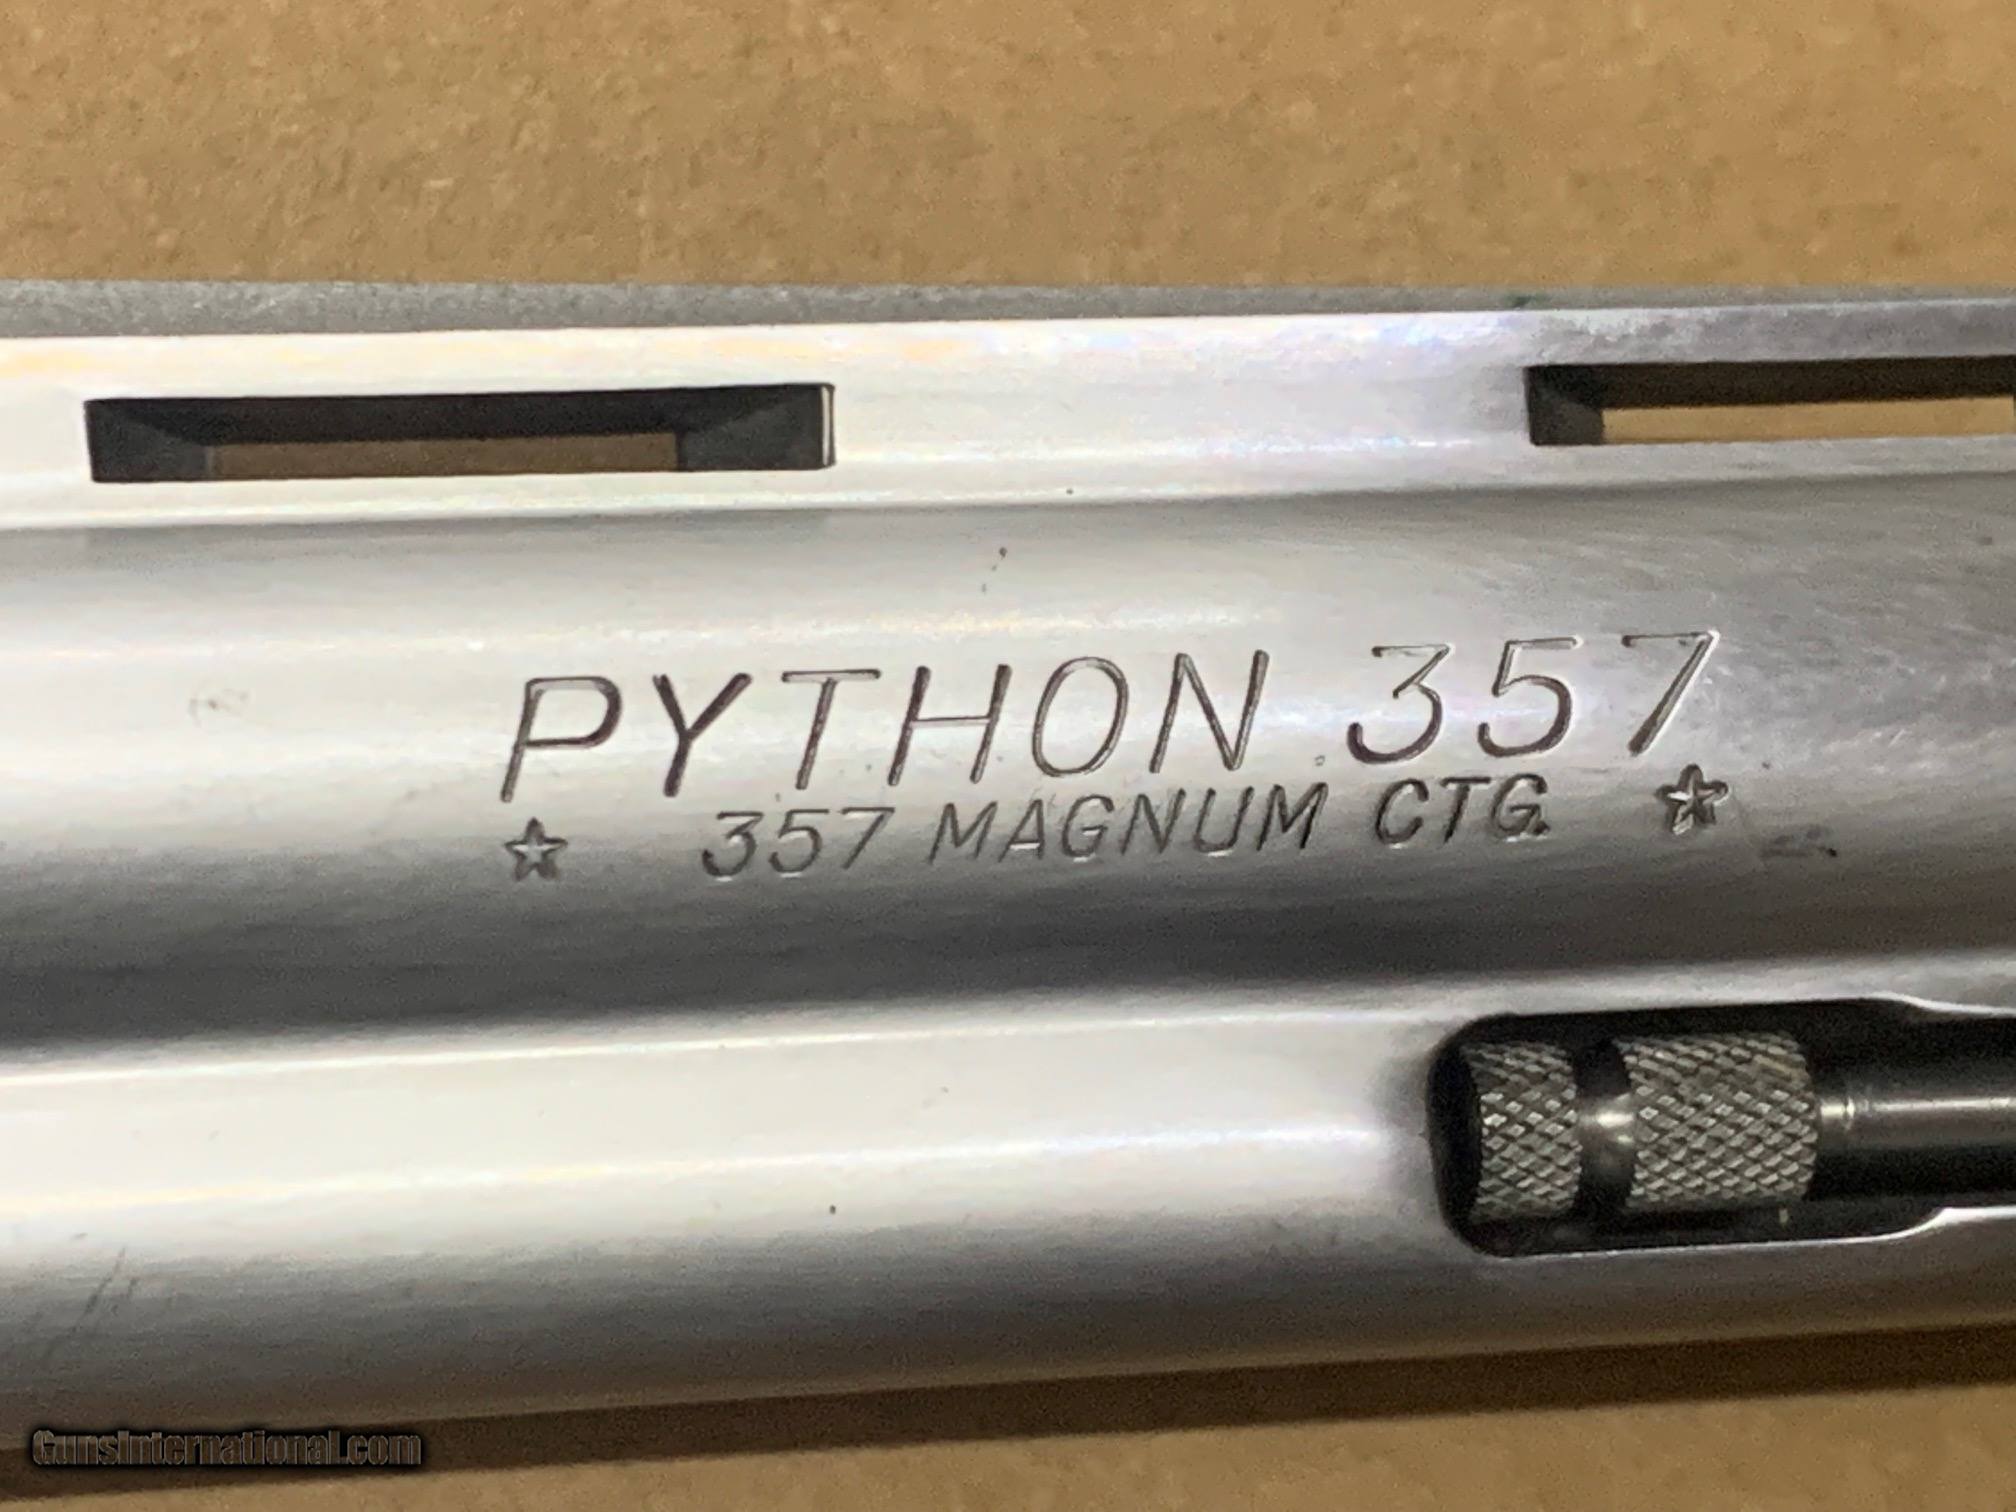 PYTHON 357
☆ 357 MAGNUM CTG. ☆
GunsInternational.com